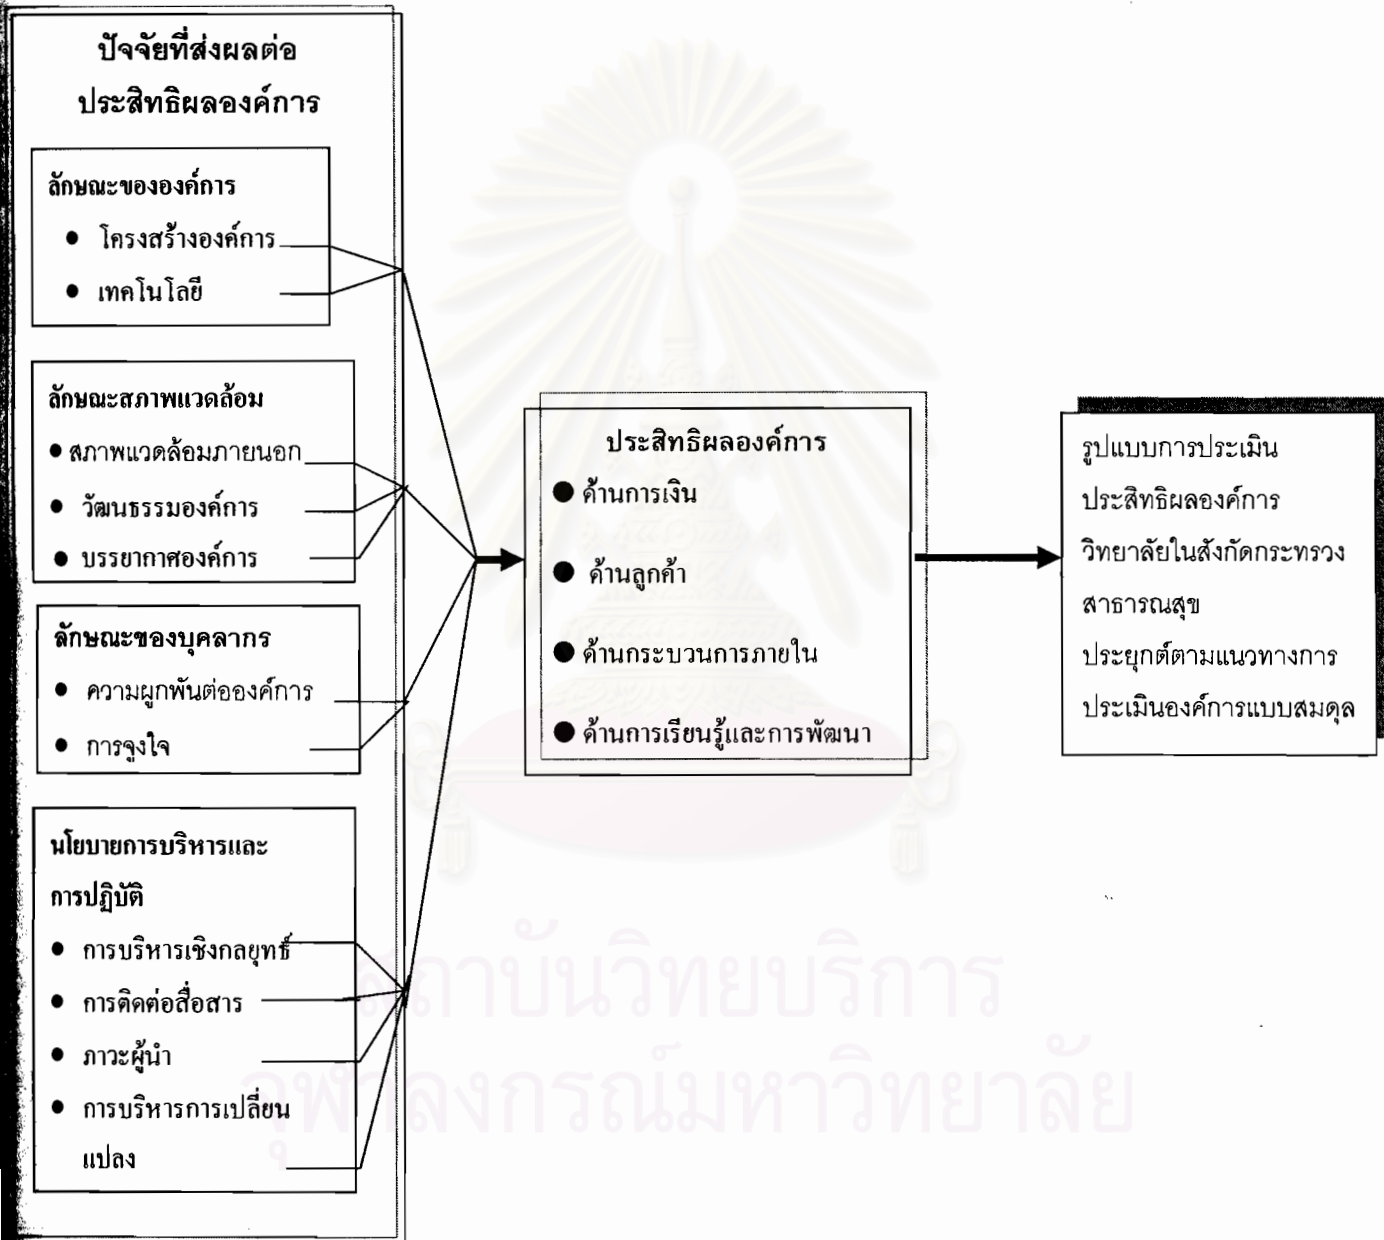 ปัจจัยที่ส่งผลต่อ
ประสิทธิผลองค์การ
ลักษณะขององค์การ
● โครงสร้างองค์การ
● เทคโนโลยี
ลักษณะสภาพแวดล้อม
● สภาพแวดล้อมภายนอก
● วัฒนธรรมองค์การ
● บรรยากาศองค์การ
ลักษณะของบุคลากร
● ความผูกพันต่อองค์การ
● การจูงใจ
นโยบายการบริหารและ
การปฏิบัติ
● การบริหารเชิงกลยุทธ์
● การติดต่อสื่อสาร
● ภาวะผู้นำ
● การบริหารการเปลี่ยน
แปลง
ประสิทธิผลองค์การ
● ด้านการเงิน
● ด้านลูกค้า
● ด้านกระบวนการภายใน
● ด้านการเรียนรู้และการพัฒนา
รูปแบบการประเมิน
ประสิทธิผลองค์การ
วิทยาลัยในสังกัดกระทรวง
สาธารณสุข
ประยุกต์ตามแนวทางการ
ประเมินองค์การแบบสมดุล
สถาบันวิทยบริการ
จุฬาลงกรณ์มหาวิทยาลัย